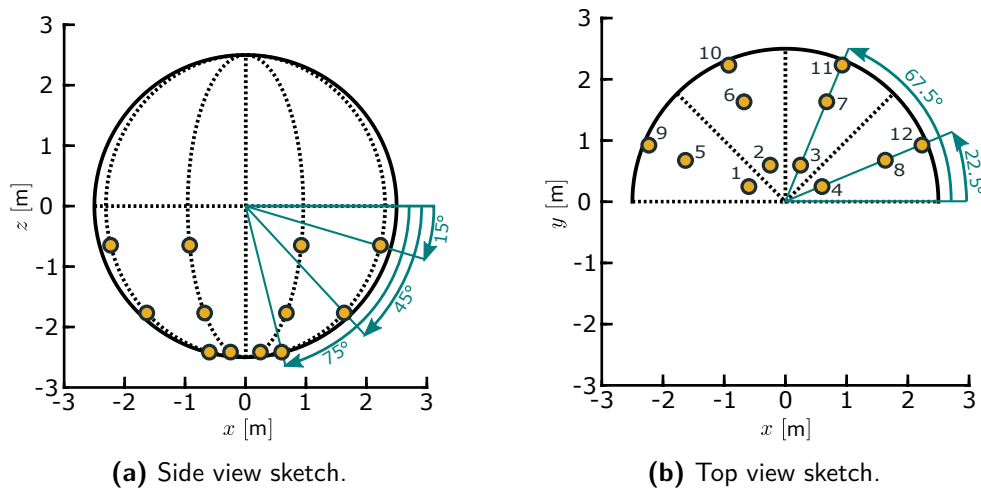 3
2
1
0
-1
-2
-3
z [m]
-3 -2 -1 0 1 2 3
x [m]
15°
45°
75°
(a) Side view sketch.
3
2
1
0
-1
-2
-3
y [m]
-3 -2 -1 0 1 2 3
x [m]
10 11
6 7
9 12
5 2 3 8
1 4
67.5°
22.5°
(b) Top view sketch.